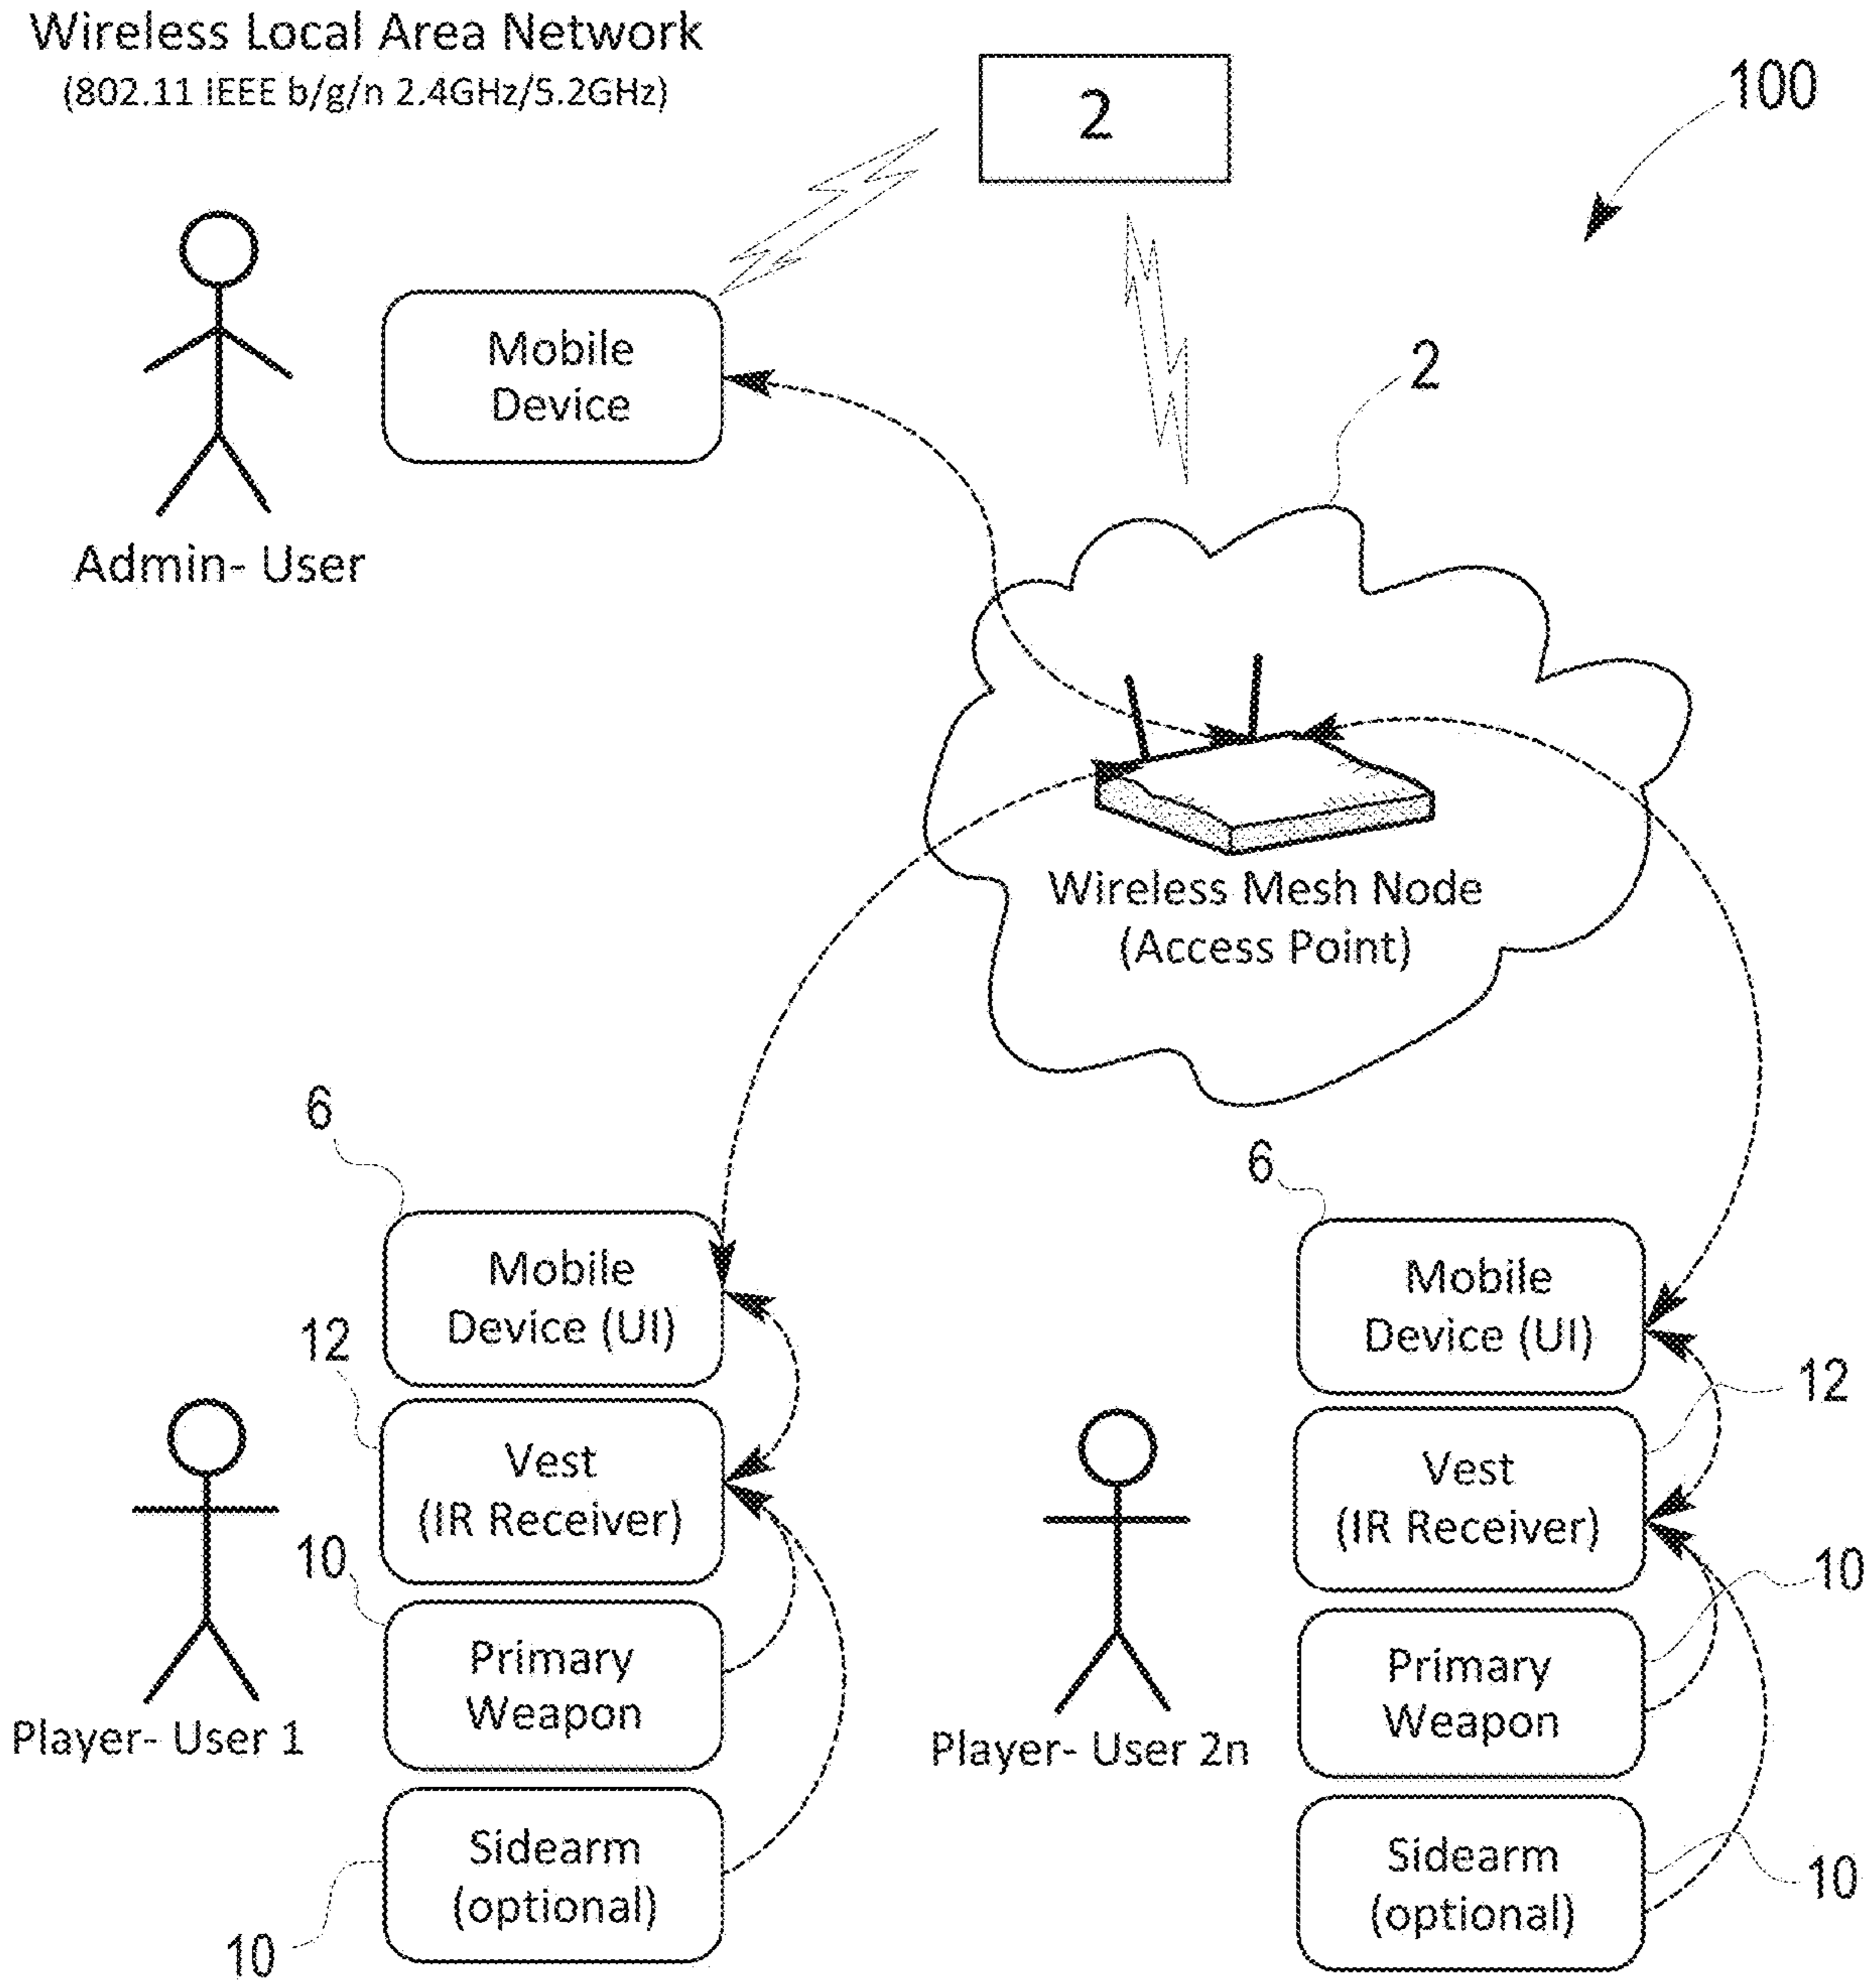 Wireless Local Area Network
(802.11 IEEE b/g/n 2.4GHz/5.2GHz)
2
100
Mobile
Device
2
Admin- User
Wireless Mesh Node
(Access Point)
6
Mobile
Device (UI)
12
Vest
(IR Receiver)
10
Primary
Weapon
Player- User 1
Sidearm
(optional)
10
6
Mobile
Device (UI)
12
Vest
(IR Receiver)
10
Primary
Weapon
Player- User 2n
Sidearm
(optional)
10